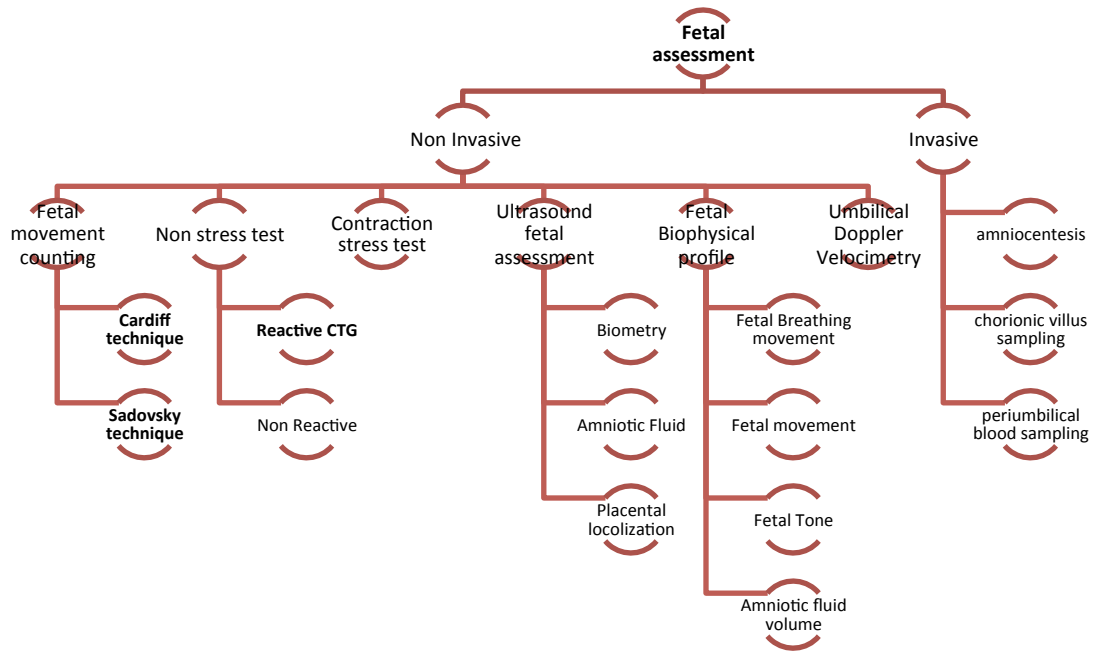 Fetal
assessment
Non Invasive
Invasive
Fetal
movement
counting
Non stress test
Contraction
stress test
Ultrasound
fetal
assessment
Fetal
Biophysical
profile
Umbilical
Doppler
Velocimetry
Cardiff
technique
Sadovsky
technique
Reactive CTG
Non Reactive
Biometry
Amniotic Fluid
Placental
locolization
Fetal Breathing
movement
Fetal movement
Fetal Tone
Amniotic fluid
volume
amniocentesis
chorionic villus
sampling
periumbilical
blood sampling